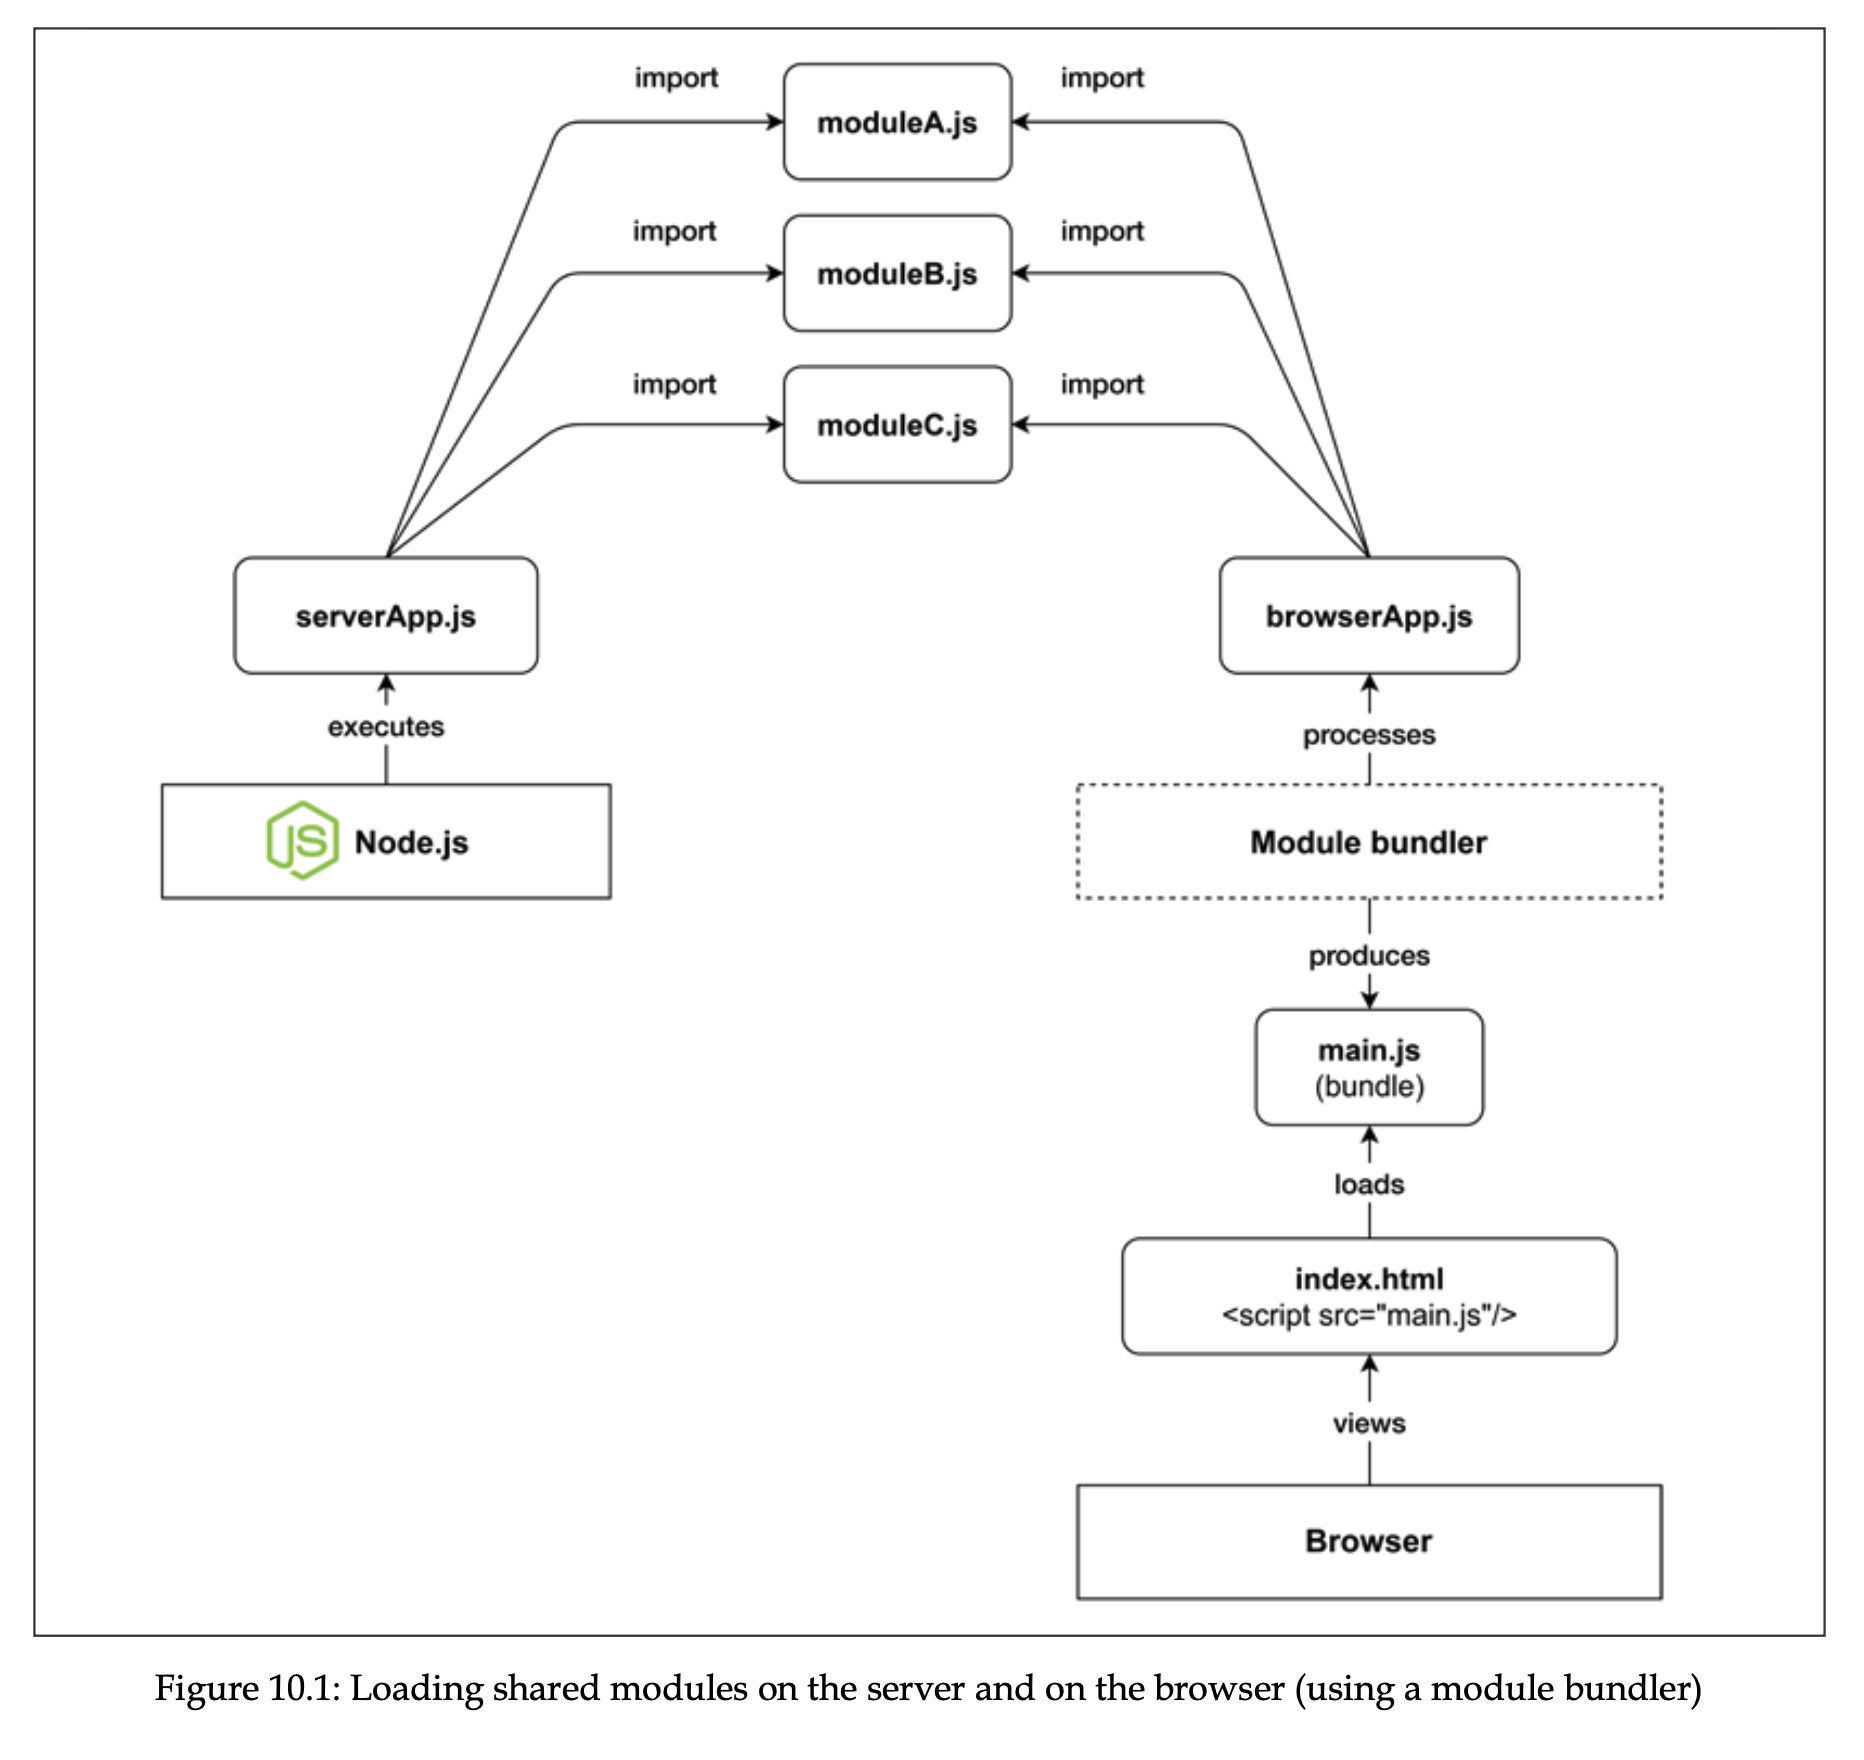 import
import
moduleA.js
import
import
moduleB.js
import
import
moduleC.js
serverApp.js
browserApp.js
executes
processes
JS
Node.js
Module bundler
produces
main.js
(bundle)
loads
index.html
<script src="main.js"/>
views
Browser
Figure 10.1: Loading shared modules on the server and on the browser (using a module bundler)